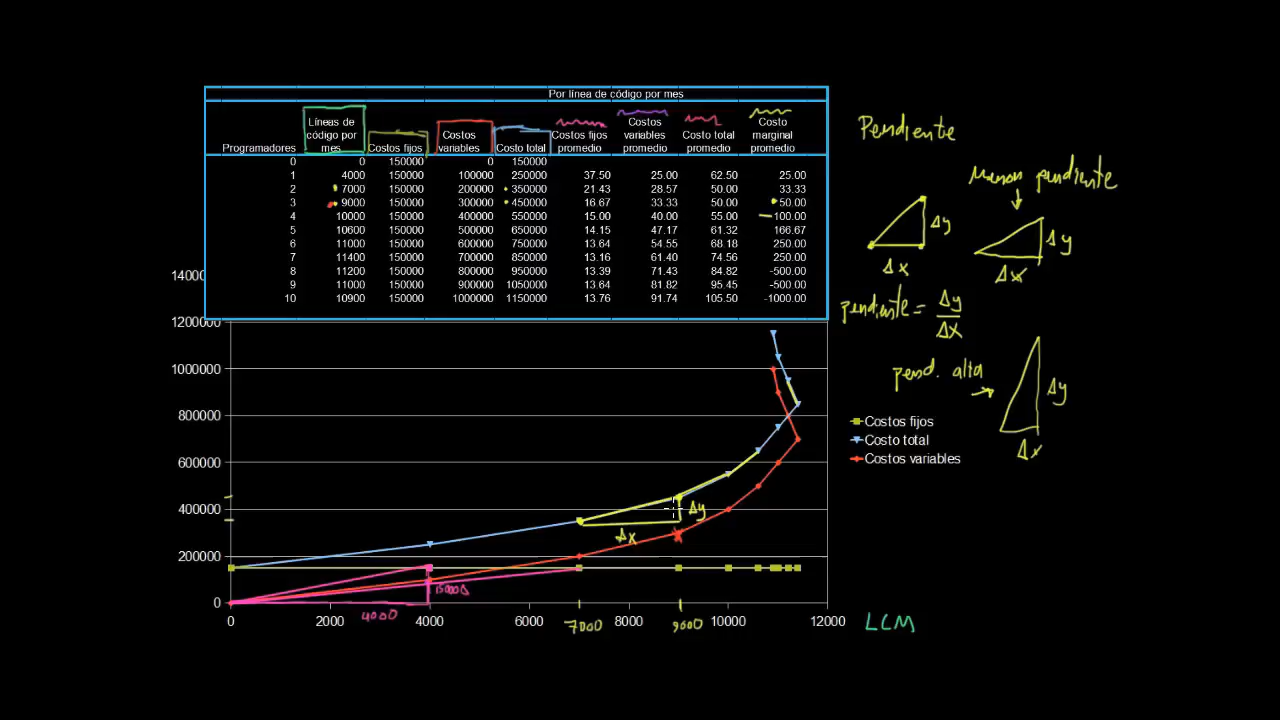 Por línea de código por mes
Programadores Líneas de código por mes Costos fijos Costos variables Costo total Costos fijos promedio Costos variables promedio Costo total promedio Costo marginal promedio
0 0 150000 0 150000
1 4000 150000 100000 250000 37.50 25.00 62.50 25.00
2 7000 150000 200000 350000 21.43 28.57 50.00 33.33
3 9000 150000 300000 450000 16.67 33.33 50.00 50.00
4 10000 150000 400000 550000 15.00 40.00 55.00 100.00
5 10600 150000 500000 650000 14.15 47.17 61.32 166.67
6 11000 150000 600000 750000 13.64 54.55 68.18 250.00
7 11400 150000 700000 850000 13.16 61.40 74.56 250.00
8 11200 150000 800000 950000 13.39 71.43 84.82 -500.00
9 11000 150000 900000 1050000 13.64 81.82 95.45 -500.00
10 10900 150000 1000000 1150000 13.76 91.74 105.50 -1000.00
Pendiente
Menor pendiente
Δy
Δx
Δy
Δx
pendiente = Δy
Δx
pend. alta
Δy
Δx
14000
1200000
1000000
800000
600000
400000
200000
0
Costos fijos
Costo total
Costos variables
Δy
Δx
15000Δ
4000
0 2000 4000 6000 8000 10000 12000
7000 9000
LCM